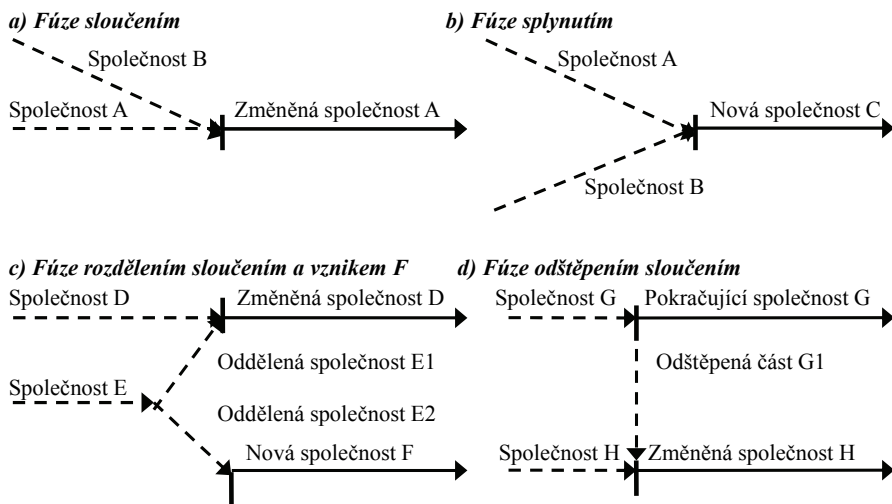 a) Fúze sloučením
Společnost B
Společnost A
Změněná společnost A
b) Fúze splynutím
Společnost A
Nová společnost C
Společnost B
c) Fúze rozdělením sloučením a vznikem F
Společnost D
Změněná společnost D
Oddělená společnost E1
Společnost E
Oddělená společnost E2
Nová společnost F
d) Fúze odštěpením sloučením
Společnost G
Pokračující společnost G
Odštěpená část G1
Společnost H
Změněná společnost H